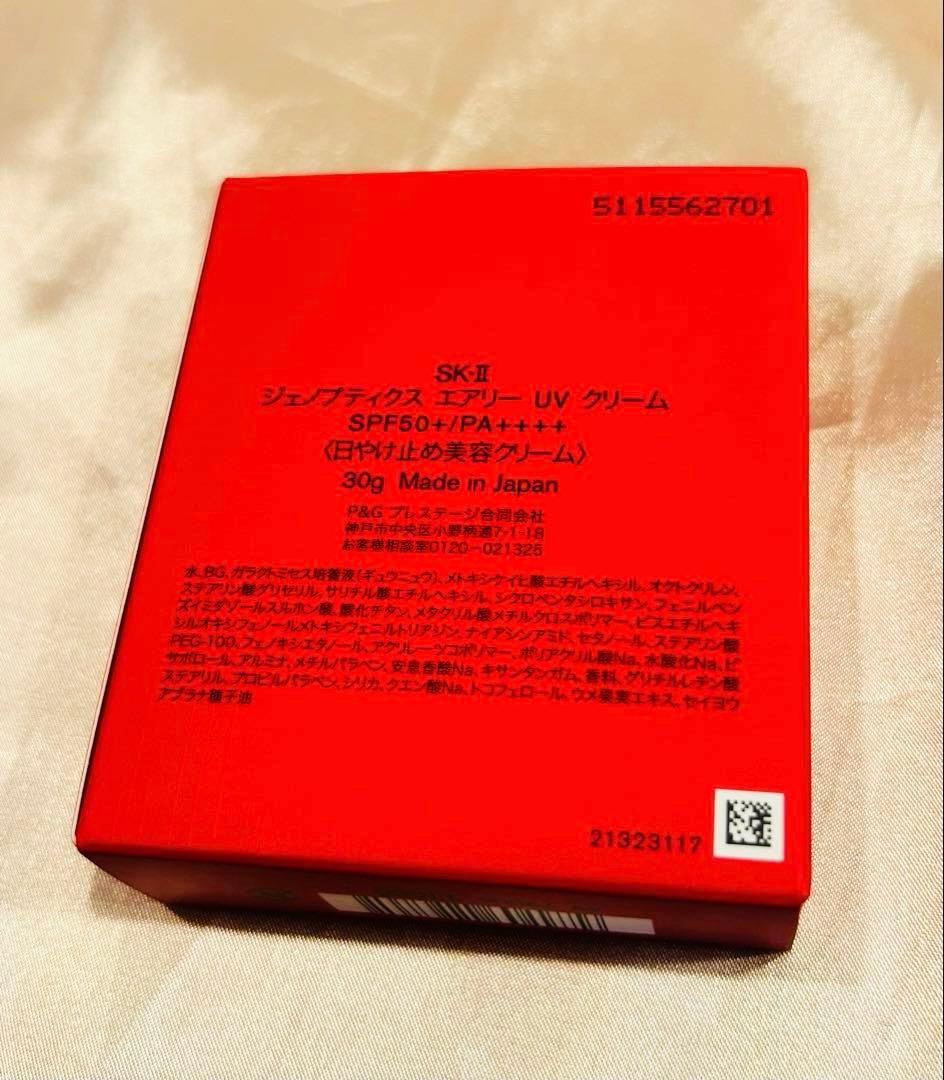 5115562701
SK-II
ジェノプティクス エアリー UV クリーム
SPF50+/PA++++
〈日やけ止め美容クリーム〉
30g Made in Japan
P&G プレステージ合同会社
神戸市中央区小野柄通7-1-18
お客様相談室0120-021325
水、BG、ガラクトミセス培養液(ギュウニュウ)、メトキシケイヒ酸エチルヘキシル、オクトクリレン、
ステアリン酸グリセリル、サリチル酸エチルヘキシル、シクロペンタシロキサン、フェニルベン
ズイミダゾールスルホン酸、酸化チタン、メタクリル酸メチルクロスポリマー、ビスエチルヘキ
シルオキシフェノールメトキシフェニルトリアジン、ナイアシンアミド、セタノール、ステアリン酸
PEG-100、フェノキシエタノール、アクリレーツコポリマー、ポリアクリル酸Na、水酸化Na、ビ
サボロール、アルミナ、メチルパラベン、安息香酸Na、キサンタンガム、香料、グリチルレチン酸
ステアリル、プロピルパラベン、シリカ、クエン酸Na、トコフェロール、ウメ果実エキス、セイヨウ
アブラナ種子油
21323117